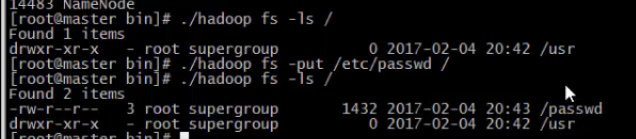 14483 NameNode
[root@master bin]# ./hadoop fs -ls /
Found 1 items
drwxr-xr-x   - root supergroup          0 2017-02-04 20:42 /usr
[root@master bin]# ./hadoop fs -put /etc/passwd /
[root@master bin]# ./hadoop fs -ls /
Found 2 items
-rw-r--r--   3 root supergroup       1432 2017-02-04 20:43 /passwd
drwxr-xr-x   - root supergroup          0 2017-02-04 20:42 /usr
[root@master bin]#